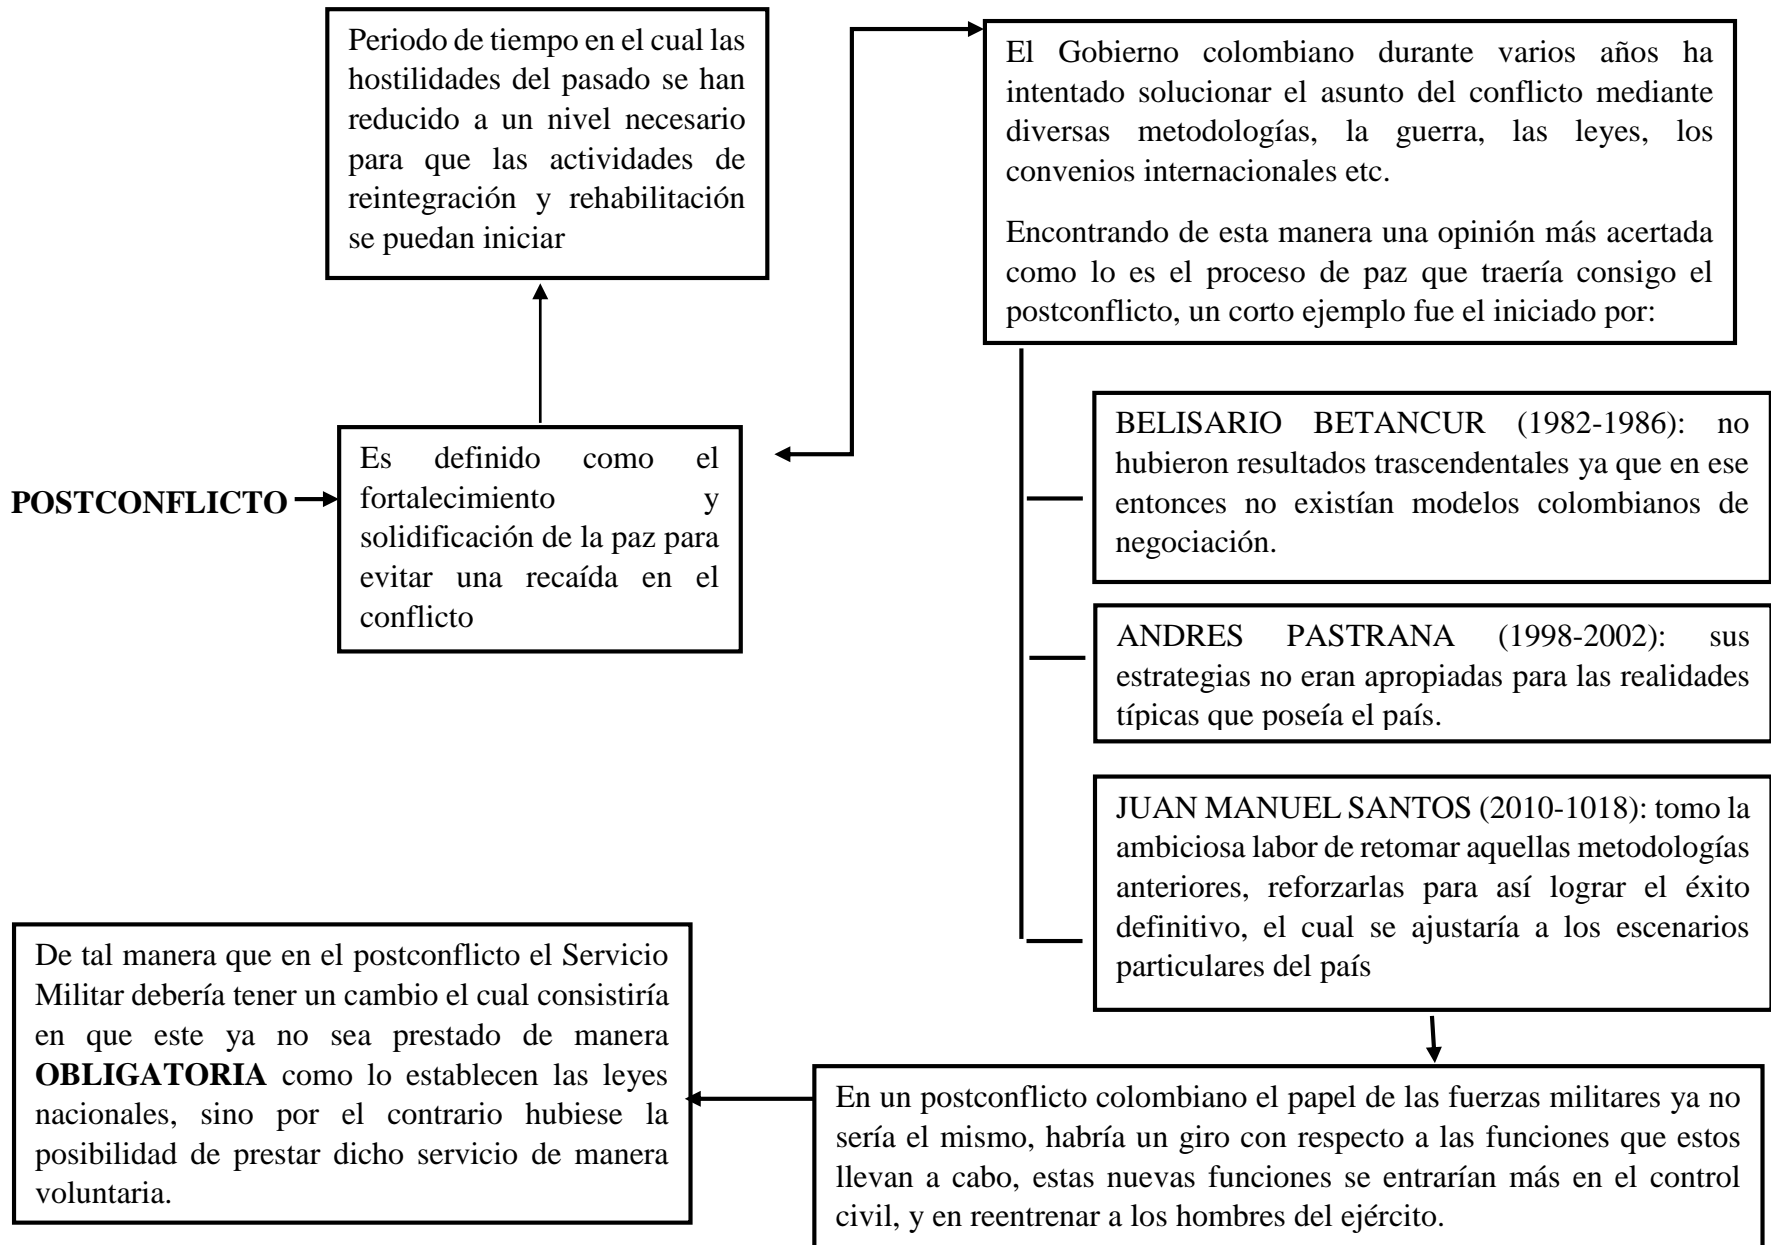 POSTCONFLICTO
Es definido como el
fortalecimiento y
solidificación de la paz para
evitar una recaída en el
conflicto
Periodo de tiempo en el cual las
hostilidades del pasado se han
reducido a un nivel necesario
para que las actividades de
reintegración y rehabilitación
se puedan iniciar
El Gobierno colombiano durante varios años ha
intentado solucionar el asunto del conflicto mediante
diversas metodologías, la guerra, las leyes, los
convenios internacionales etc.
Encontrando de esta manera una opinión más acertada
como lo es el proceso de paz que traería consigo el
postconflicto, un corto ejemplo fue el iniciado por:
BELISARIO BETANCUR (1982-1986): no
hubieron resultados trascendentales ya que en ese
entonces no existían modelos colombianos de
negociación.
ANDRES PASTRANA (1998-2002): sus
estrategias no eran apropiadas para las realidades
típicas que poseía el país.
JUAN MANUEL SANTOS (2010-1018): tomo la
ambiciosa labor de retomar aquellas metodologías
anteriores, reforzarlas para así lograr el éxito
definitivo, el cual se ajustaría a los escenarios
particulares del país
En un postconflicto colombiano el papel de las fuerzas militares ya no
sería el mismo, habría un giro con respecto a las funciones que estos
llevan a cabo, estas nuevas funciones se entrarían más en el control
civil, y en reentrenar a los hombres del ejército.
De tal manera que en el postconflicto el Servicio
Militar debería tener un cambio el cual consistiría
en que este ya no sea prestado de manera
OBLIGATORIA como lo establecen las leyes
nacionales, sino por el contrario hubiese la
posibilidad de prestar dicho servicio de manera
voluntaria.